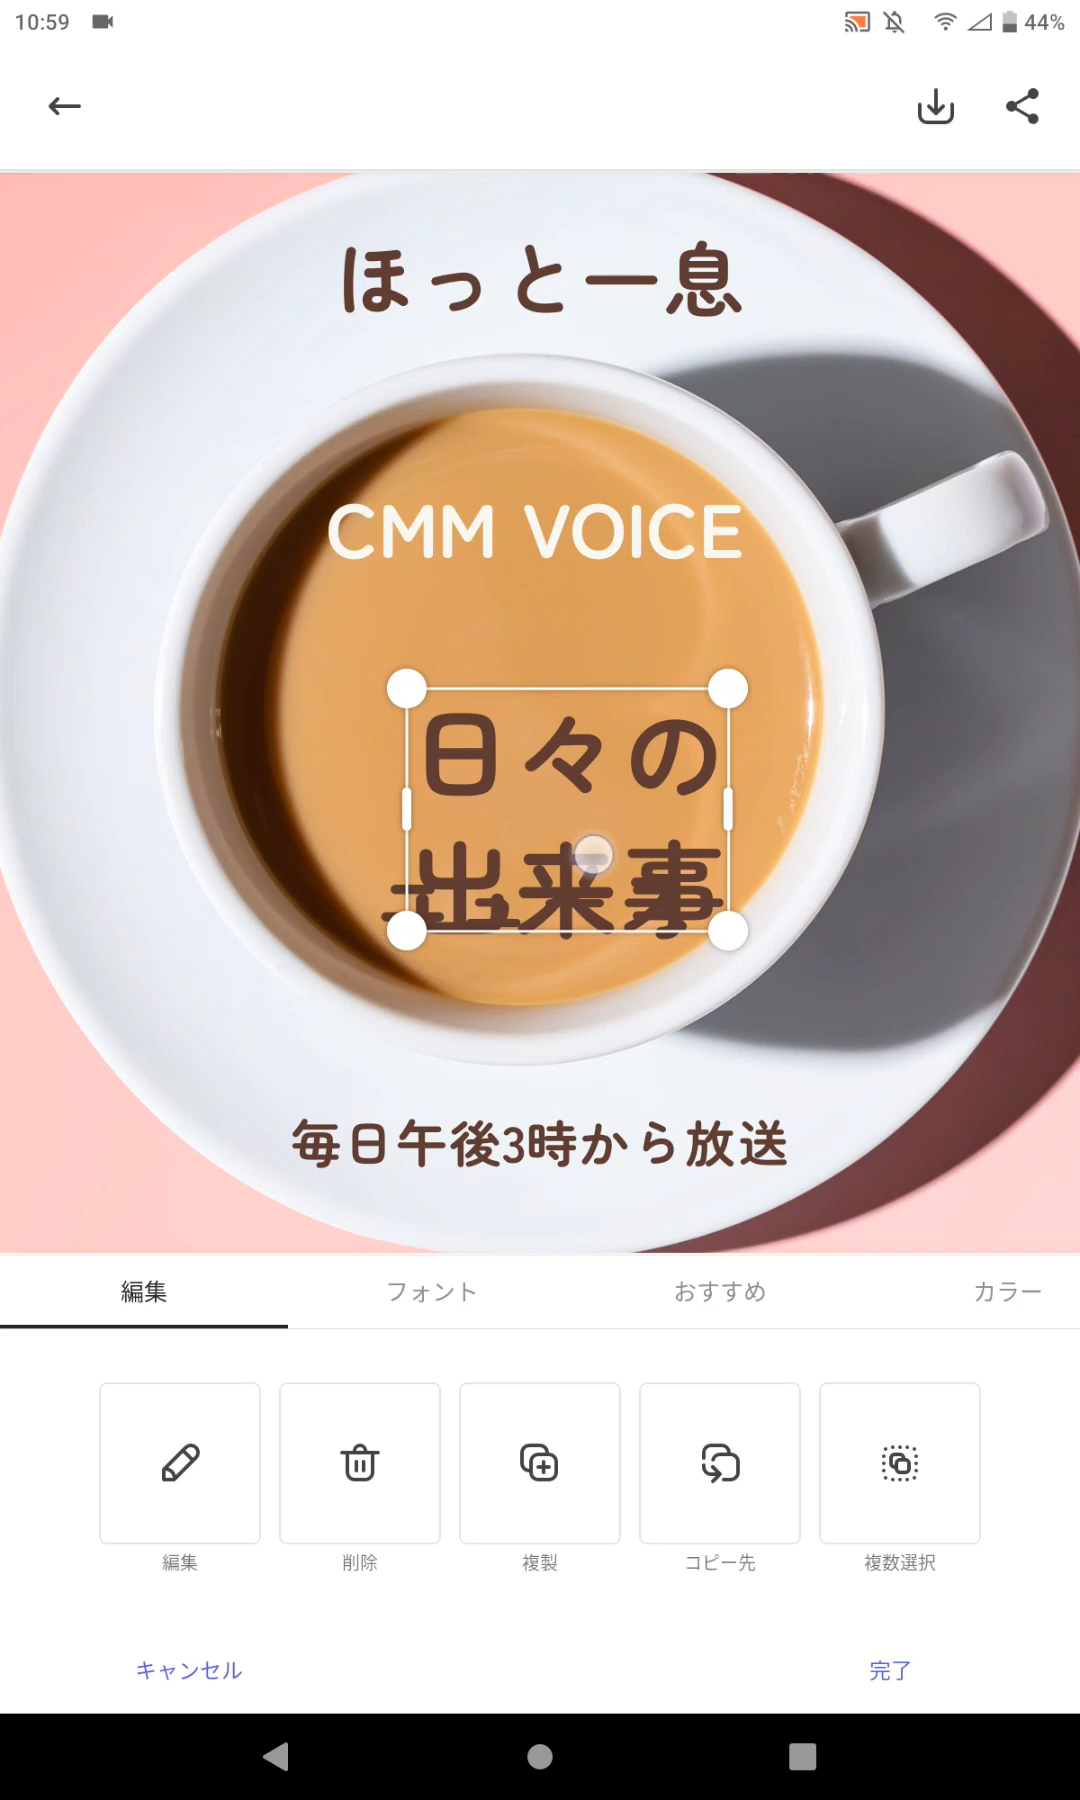 10:59
44%
ほっと一息
CMM VOICE
日々の
出来事
毎日午後3時から放送
編集
フォント
おすすめ
カラー
編集
削除
複製
コピー先
複数選択
キャンセル
完了